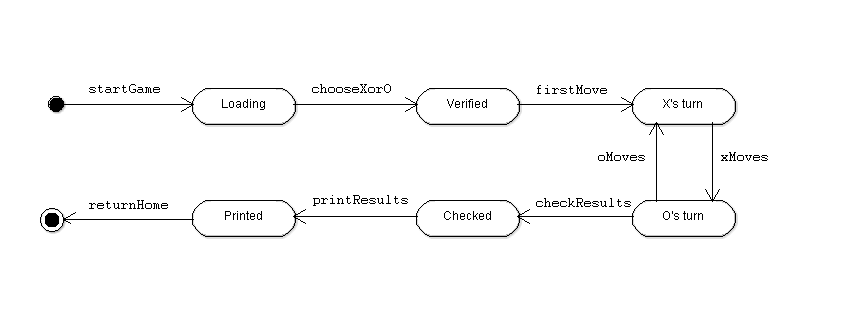 startGame
Loading
chooseXorO
Verified
firstMove
X's turn
oMoves
xMoves
returnHome
Printed
printResults
Checked
checkResults
O's turn